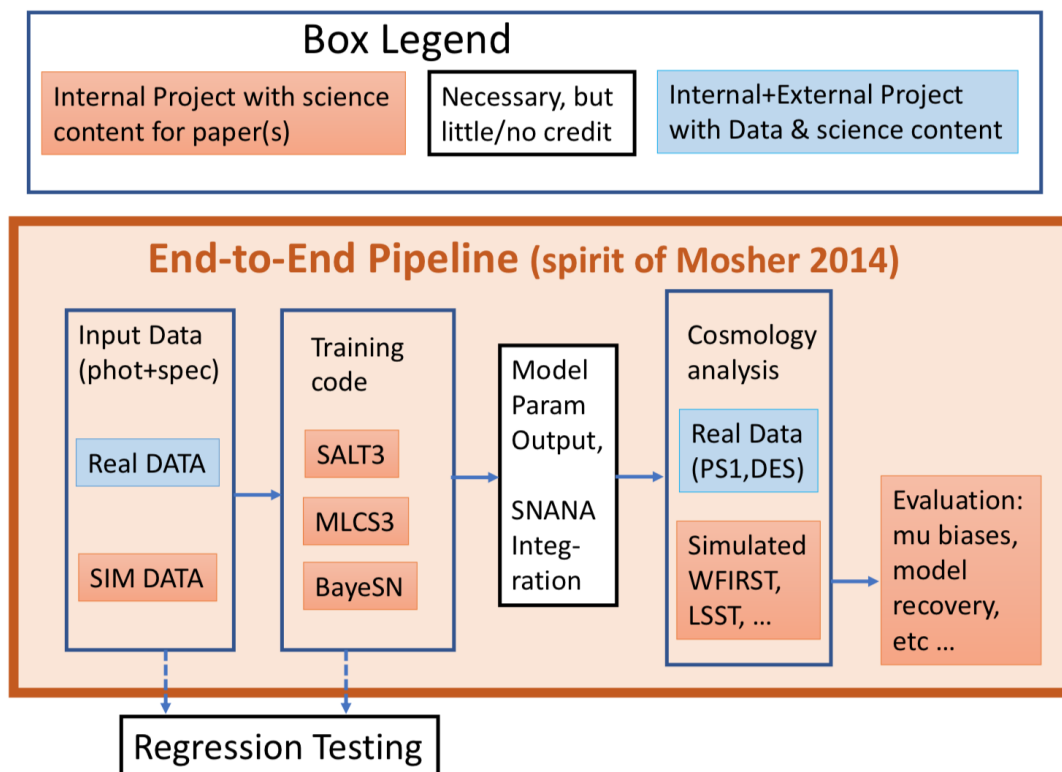 Box Legend
Internal Project with science
content for paper(s)
Necessary, but
little/no credit
Internal+External Project
with Data & science content
End-to-End Pipeline (spirit of Mosher 2014)
Input Data
(phot+spec)
Real DATA
SIM DATA
Training
code
SALT3
MLCS3
BayeSN
Model
Param
Output,
SNANA
Integ-
ration
Cosmology
analysis
Real Data
(PS1,DES)
Simulated
WFIRST,
LSST, ...
Evaluation:
mu biases,
model
recovery,
etc ...
Regression Testing